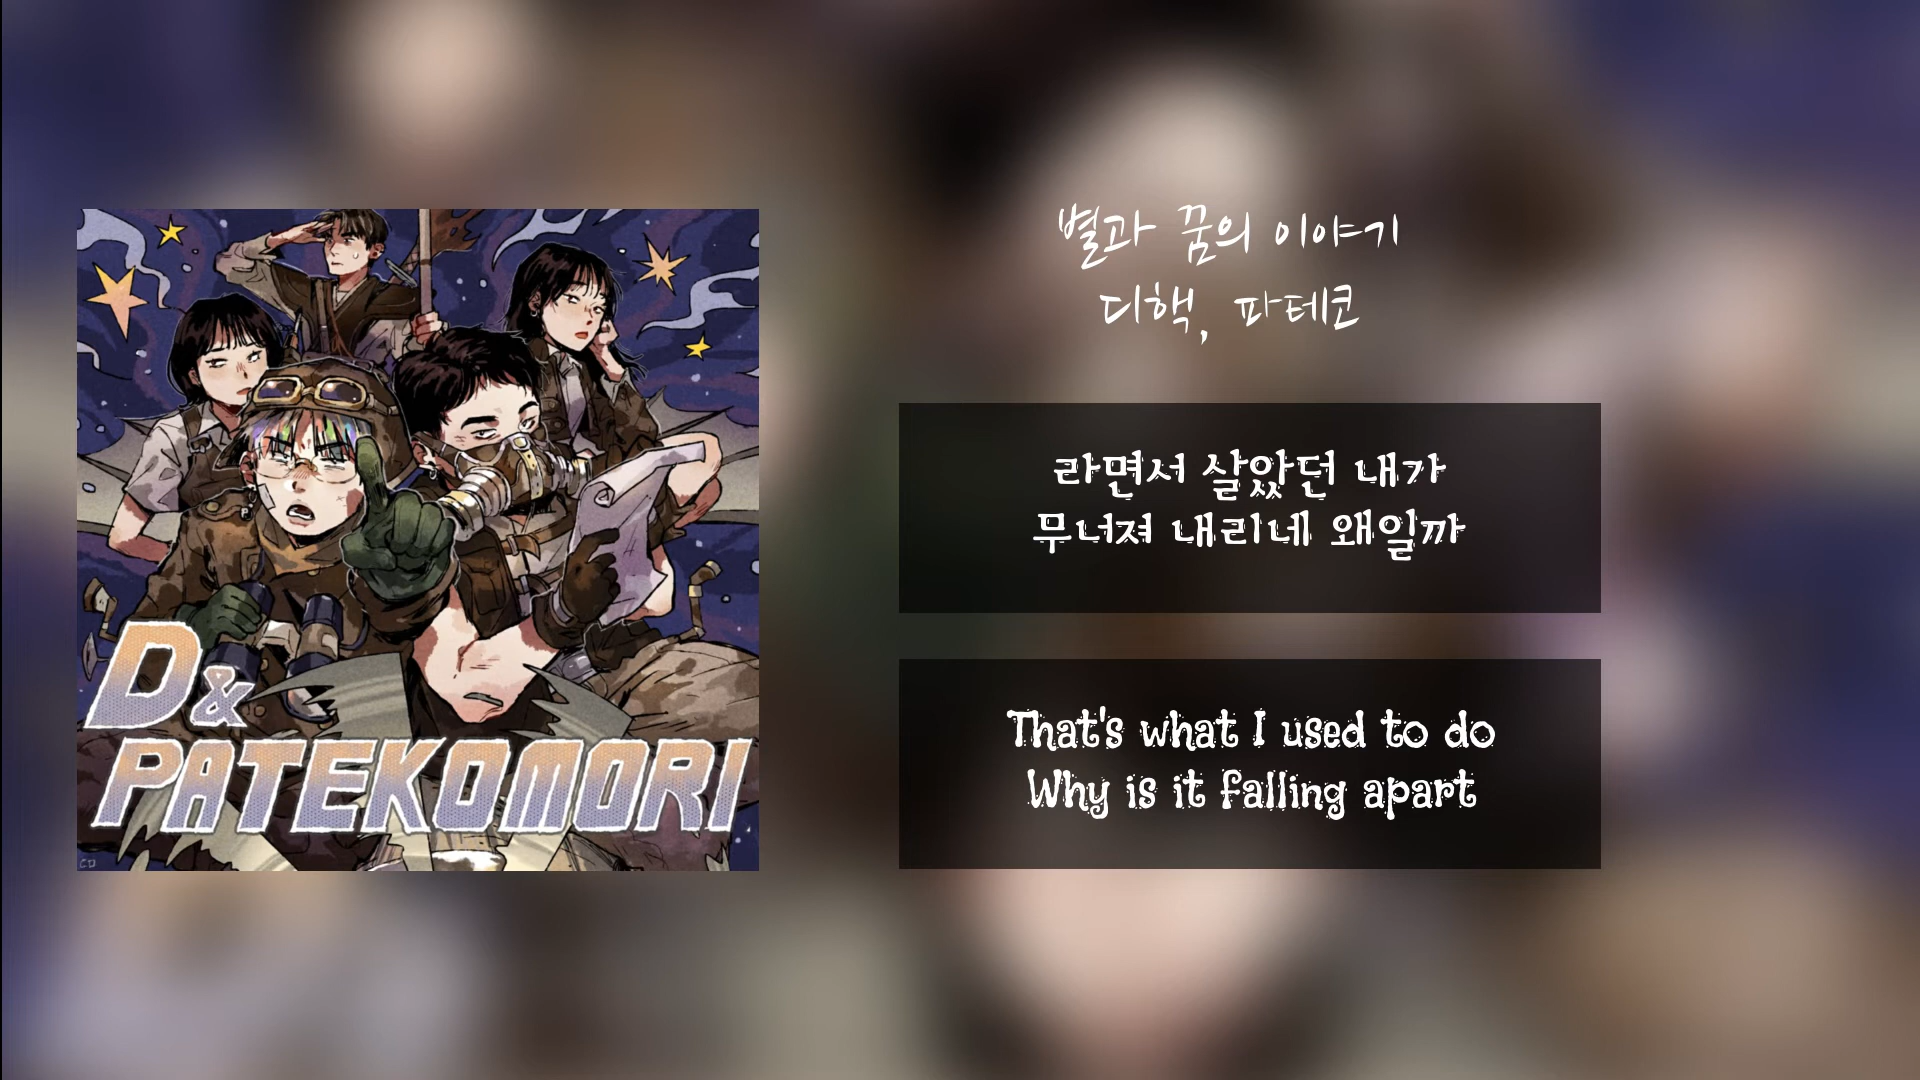 별과 꿈의 이야기
디핵, 파테코
라면서 살았던 내가
무너져 내리네 왜일까
That's what I used to do
Why is it falling apart
D&
PATEKOMORI
CD